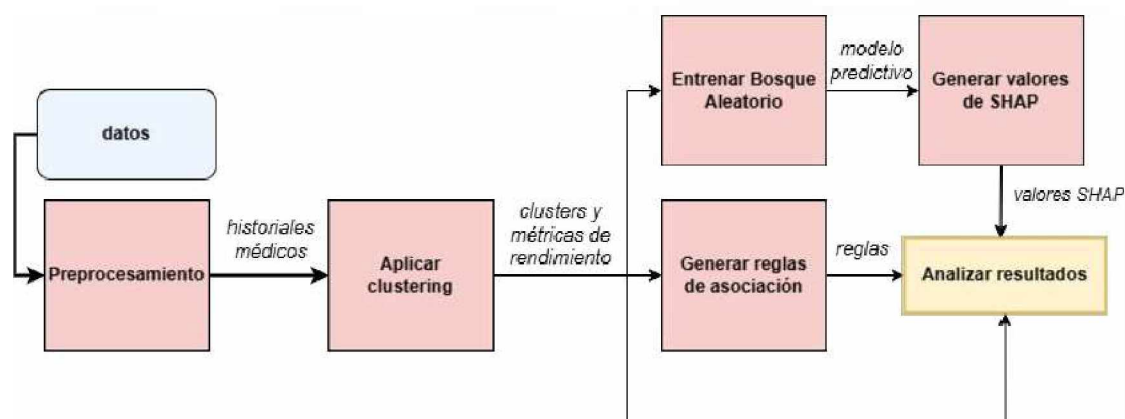 datos
Preprocesamiento
historiales
médicos
Aplicar
clustering
clusters y
métricas de
rendimiento
Entrenar Bosque
Aleatorio
modelo
predictivo
Generar valores
de SHAP
valores SHAP
Generar reglas
de asociación
reglas
Analizar resultados